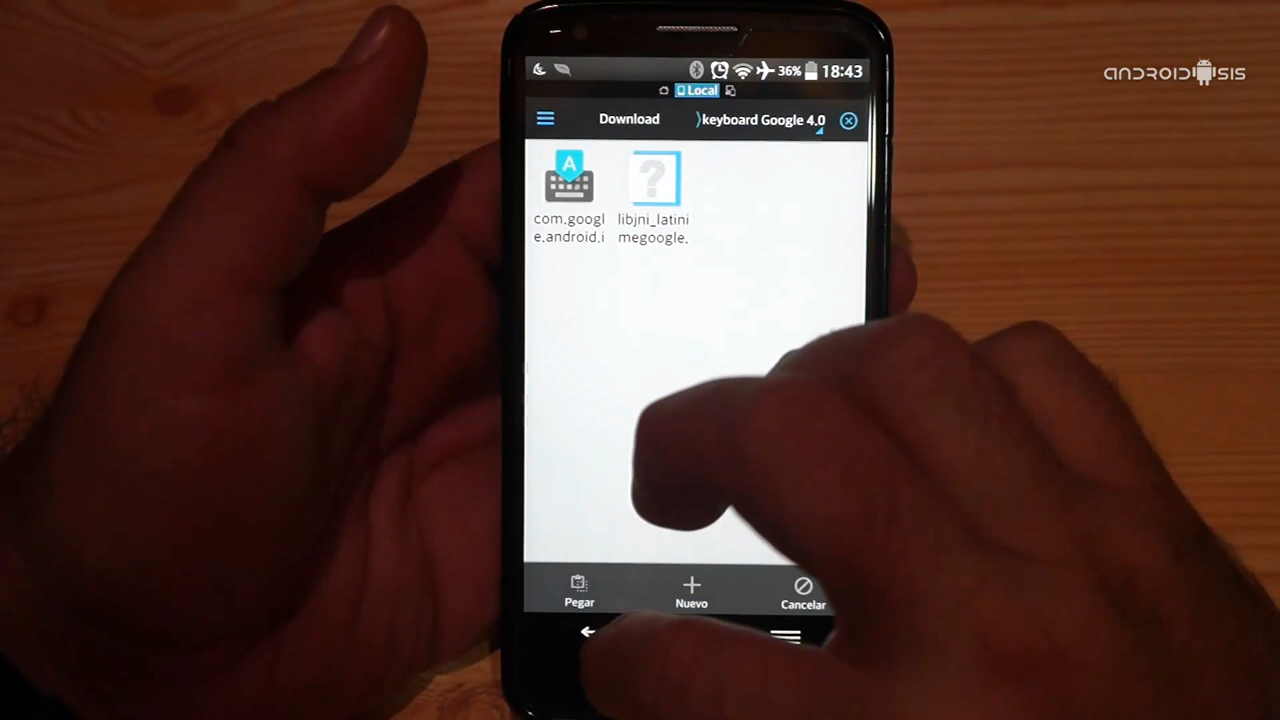 ANDROIDSIS
36% 18:43
Local
Download
keyboard Google 4.0
A
com.googl
e.android.i
libjni_latini
megoogle.
Pegar
Nuevo
Cancelar